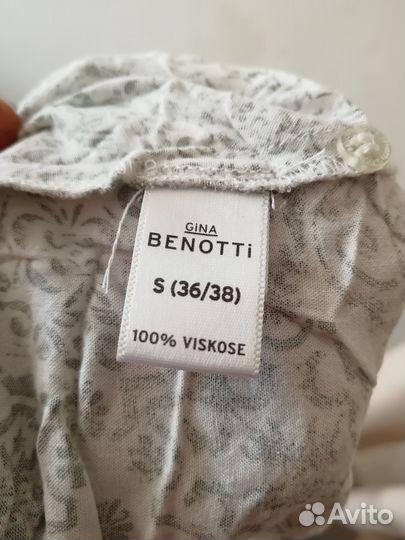 GiNA
BENOTTi
S (36/38)
100% VISKOSE
Avito